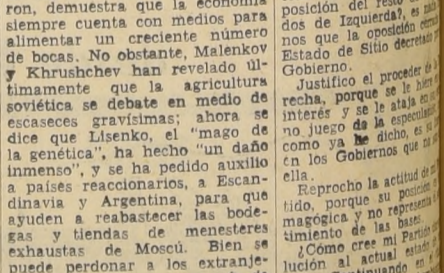 ron, demuestra que la economía
siempre cuenta con medios para
alimentar un creciente número
de bocas. No obstante, Malenkov
y Khrushchev han revelado úl-
timamente que la agricultura
soviética se debate en medio de
escaseces gravísimas; ahora se
dice que Lisenko, el "mago de
la genética", ha hecho "un daño
inmenso", y se ha pedido auxilio
a países reaccionarios, a Escan-
dinavia y Argentina, para que
ayuden a reabastecer las bode-
gas y tiendas de menesteres
exhaustas de Moscú. Bien se
puede perdonar a los extranje-
posición del resto
dos de Izquierda?, es
nos que la oposición
Estado de Sitio decretado
Gobierno.
Justifico el proceder de
recha, porque se le hiere
interés y se le ataja en
no juego de la especulación
como ya he dicho, es su
en los Gobiernos que no
ella.
Reprocho la actitud de
tido, porque su posición
magógica y no representa
timiento de las bases.
¿Cómo cree mi Partido
lución al actual estado